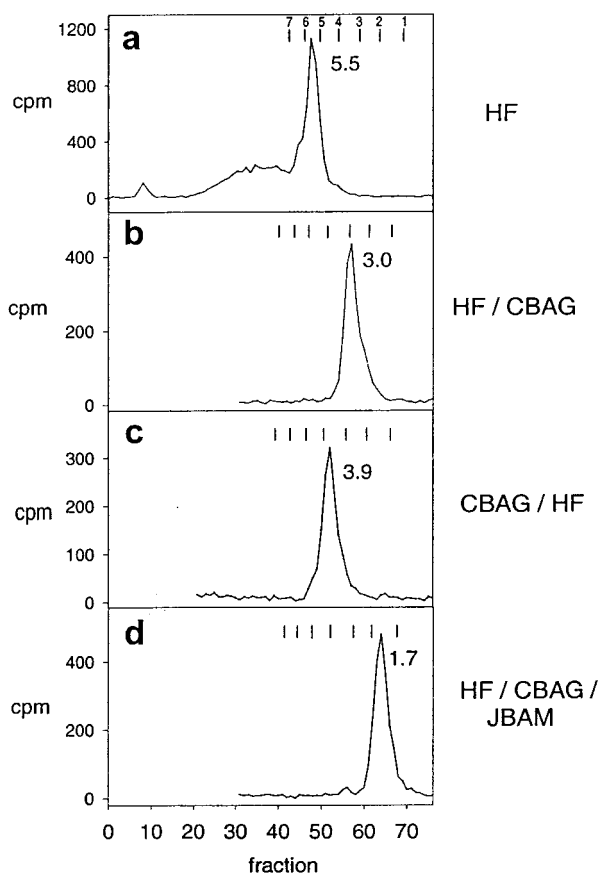 7 6 5 4 3 2 1
1200
a
5.5
cpm
800
HF
400
0
b
400
3.0
cpm
HF / CBAG
200
0
c
300
3.9
200
CBAG / HF
cpm
100
0
d
1.7
400
HF / CBAG /
JBAM
cpm
200
0
0 10 20 30 40 50 60 70
fraction